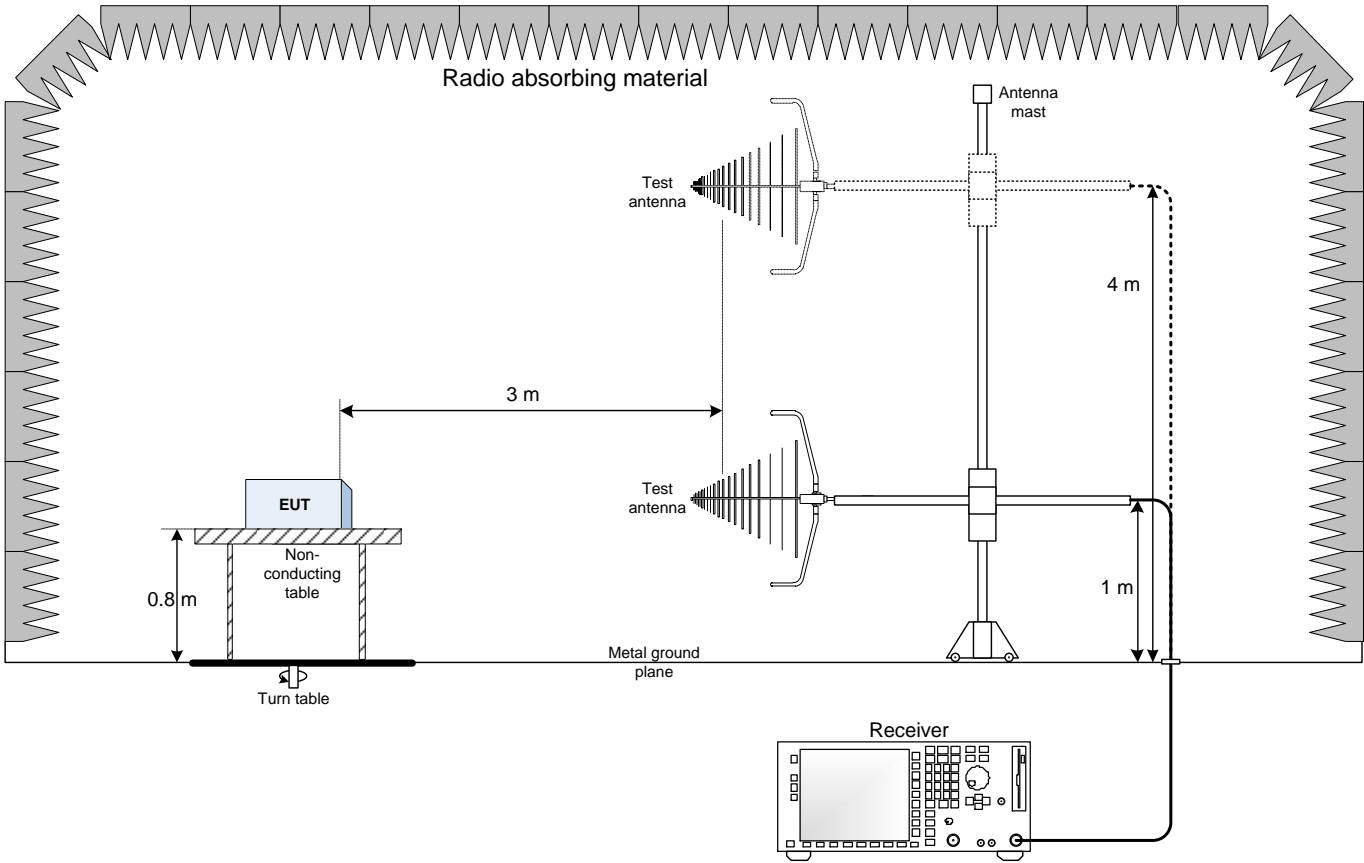 Radio absorbing material
Antenna
mast
Test
antenna
4 m
3 m
Test
antenna
EUT
Non-
conducting
table
0.8 m
1 m
Metal ground
plane
Turn table
Receiver